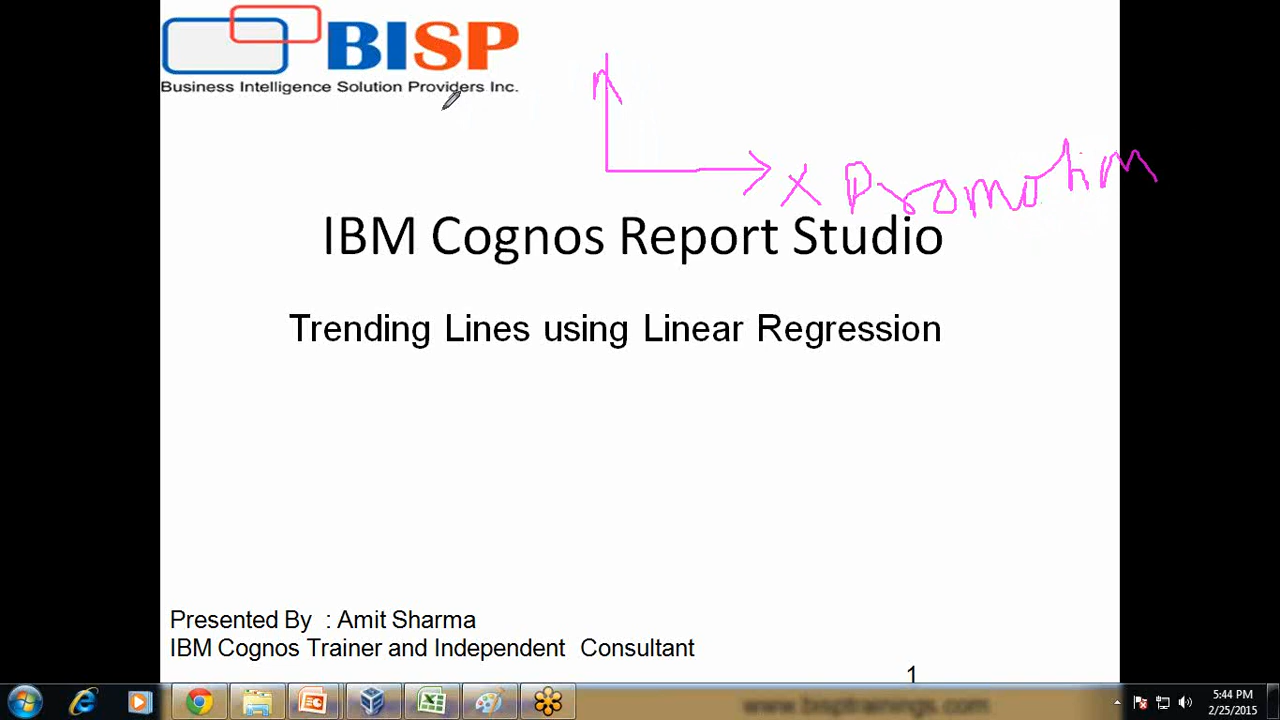 BISP
Business Intelligence Solution Providers Inc.
X Promotion
IBM Cognos Report Studio
Trending Lines using Linear Regression
Presented By : Amit Sharma
IBM Cognos Trainer and Independent Consultant
1
5:44 PM
2/25/2015